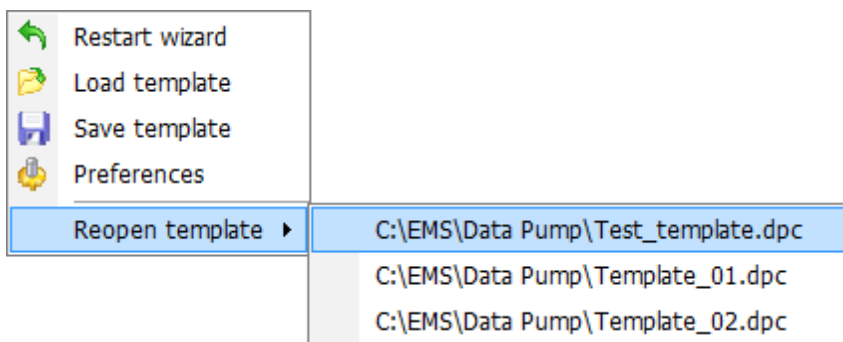 Restart wizard
Load template
Save template
Preferences
Reopen template
C:\EMS\Data Pump\Test_template.dpc
C:\EMS\Data Pump\Template_01.dpc
C:\EMS\Data Pump\Template_02.dpc